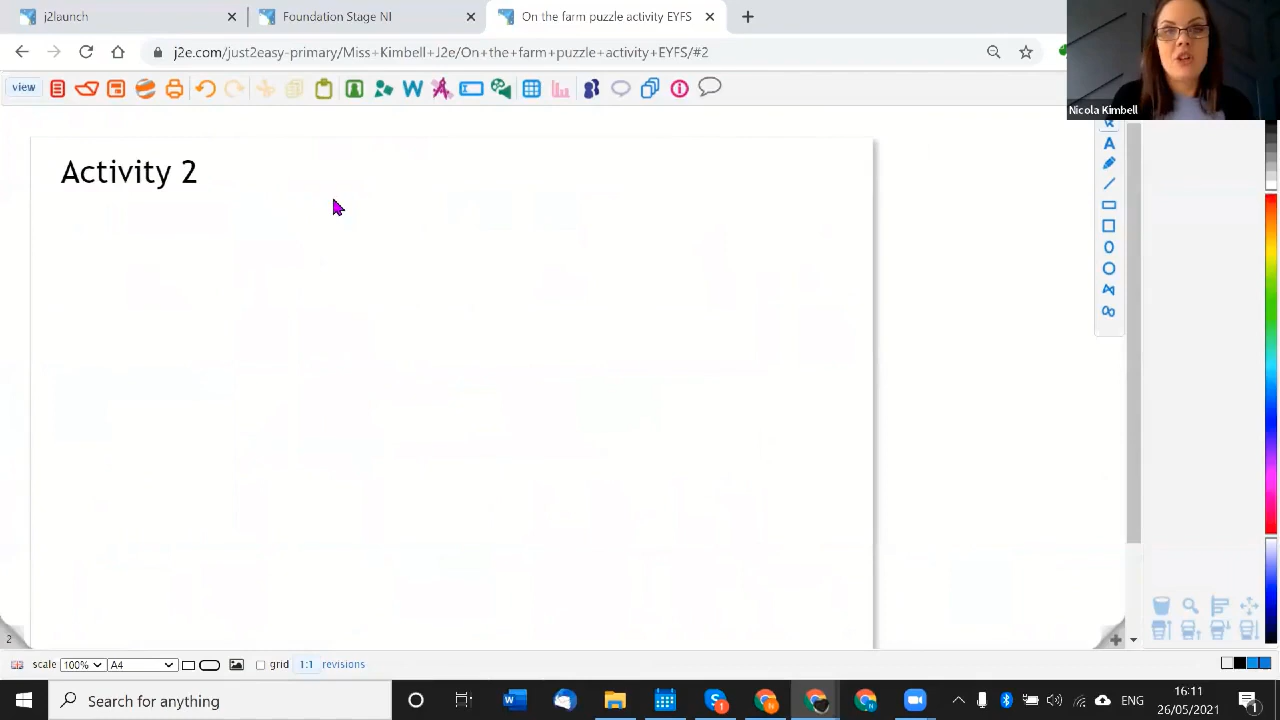 j2launch
Foundation Stage NI
On the farm puzzle activity EYFS
j2e.com/just2easy-primary/Miss+Kimbell+J2e/On+the+farm+puzzle+activity+EYFS/#2
Nicola Kimbell
view
W
A
Activity 2
2
scale
100%
A4
grid
1:1
revisions
Search for anything
ENG
16:11
26/05/2021